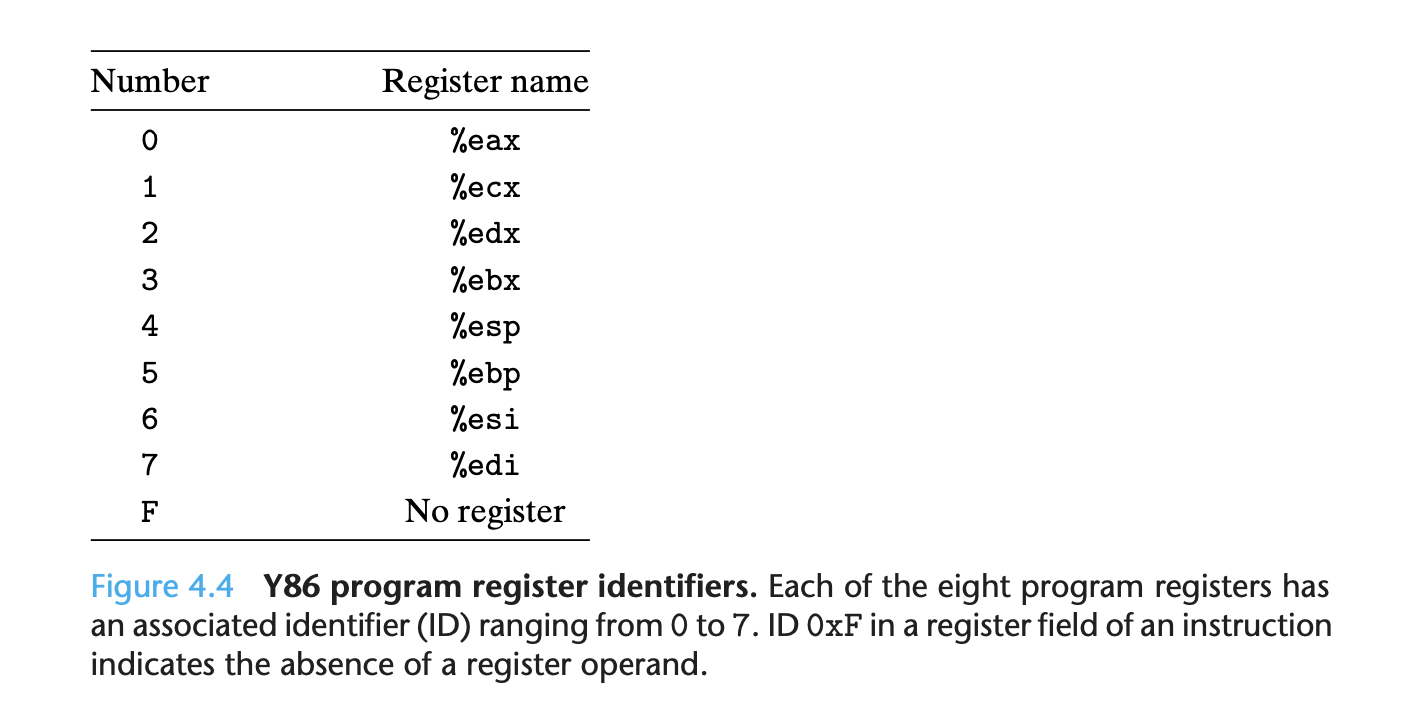 Number Register name
0 %eax
1 %ecx
2 %edx
3 %ebx
4 %esp
5 %ebp
6 %esi
7 %edi
F No register
Figure 4.4 Y86 program register identifiers. Each of the eight program registers has
an associated identifier (ID) ranging from 0 to 7. ID 0xF in a register field of an instruction
indicates the absence of a register operand.